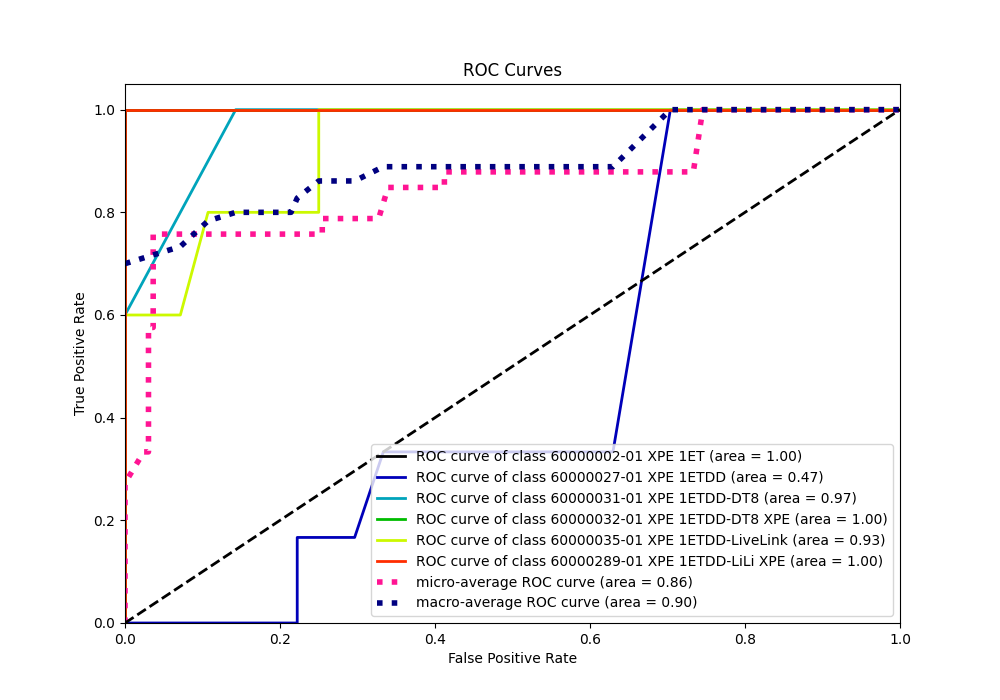 ROC Curves
True Positive Rate
1.0
0.8
0.6
0.4
0.2
0.0
ROC curve of class 60000002-01 XPE 1ET (area = 1.00)
ROC curve of class 60000027-01 XPE 1ETDD (area = 0.47)
ROC curve of class 60000031-01 XPE 1ETDD-DT8 (area = 0.97)
ROC curve of class 60000032-01 XPE 1ETDD-DT8 XPE (area = 1.00)
ROC curve of class 60000035-01 XPE 1ETDD-LiveLink (area = 0.93)
ROC curve of class 60000289-01 XPE 1ETDD-LiLi XPE (area = 1.00)
micro-average ROC curve (area = 0.86)
macro-average ROC curve (area = 0.90)
0.0 0.2 0.4 0.6 0.8 1.0
False Positive Rate